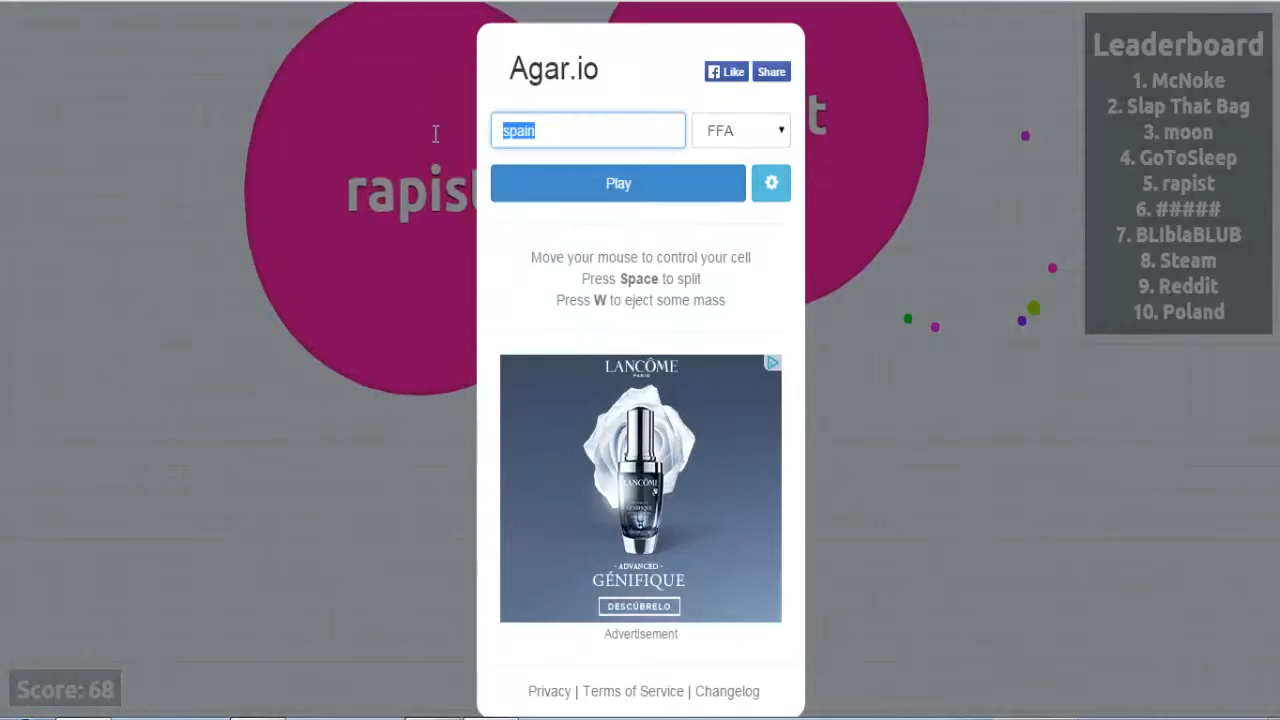 Agar.io
Like Share
spain
FFA
Play
Move your mouse to control your cell
Press Space to split
Press W to eject some mass
LANCÔME
PARIS
LANCÔME
GÉNIFIQUE
- ADVANCED -
GÉNIFIQUE
DESCÚBRELO
Advertisement
Privacy | Terms of Service | Changelog
rapist
t
Leaderboard
1. McNoke
2. Slap That Bag
3. moon
4. GoToSleep
5. rapist
6. #####
7. BLIblaBLUB
8. Steam
9. Reddit
10. Poland
Score: 68